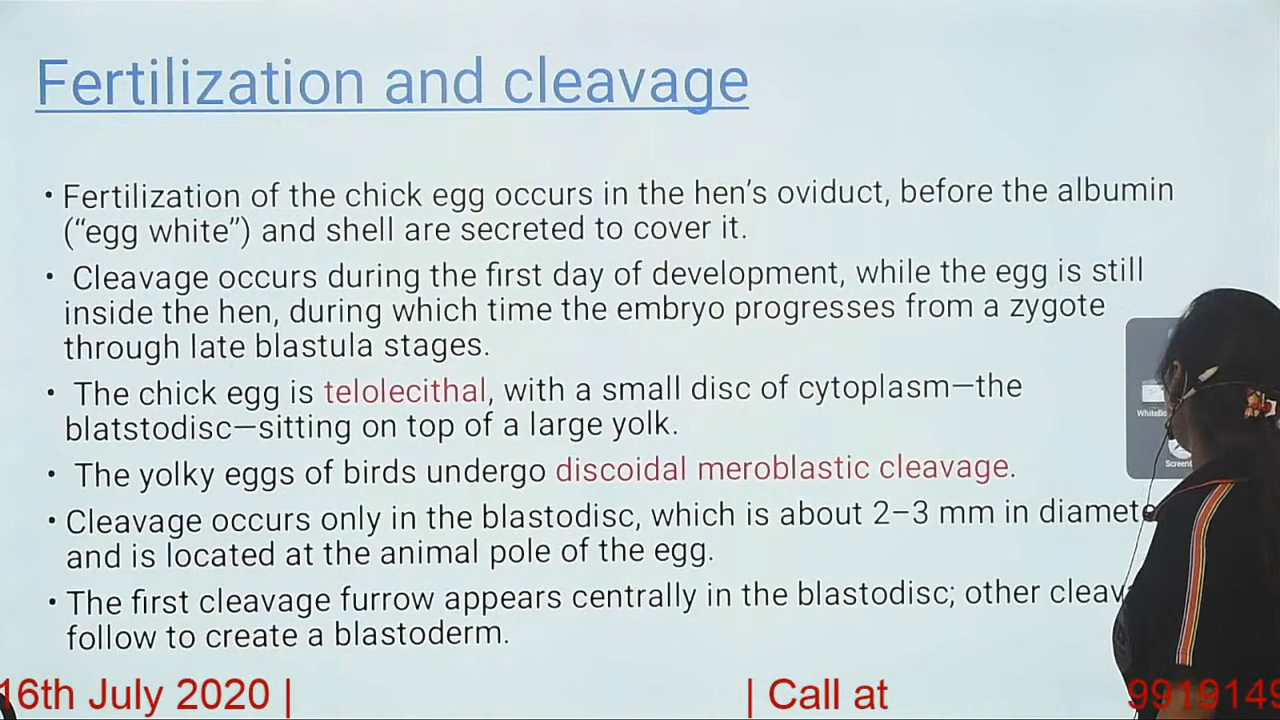 Fertilization and cleavage
• Fertilization of the chick egg occurs in the hen's oviduct, before the albumin
("egg white") and shell are secreted to cover it.
• Cleavage occurs during the first day of development, while the egg is still
inside the hen, during which time the embryo progresses from a zygote
through late blastula stages.
• The chick egg is telolecithal, with a small disc of cytoplasm—the
blatstodisc—sitting on top of a large yolk.
• The yolky eggs of birds undergo discoidal meroblastic cleavage.
• Cleavage occurs only in the blastodisc, which is about 2–3 mm in diamete
and is located at the animal pole of the egg.
• The first cleavage furrow appears centrally in the blastodisc; other cleav
follow to create a blastoderm.
WhiteBo
Screen
16th July 2020 | | Call at 9919149